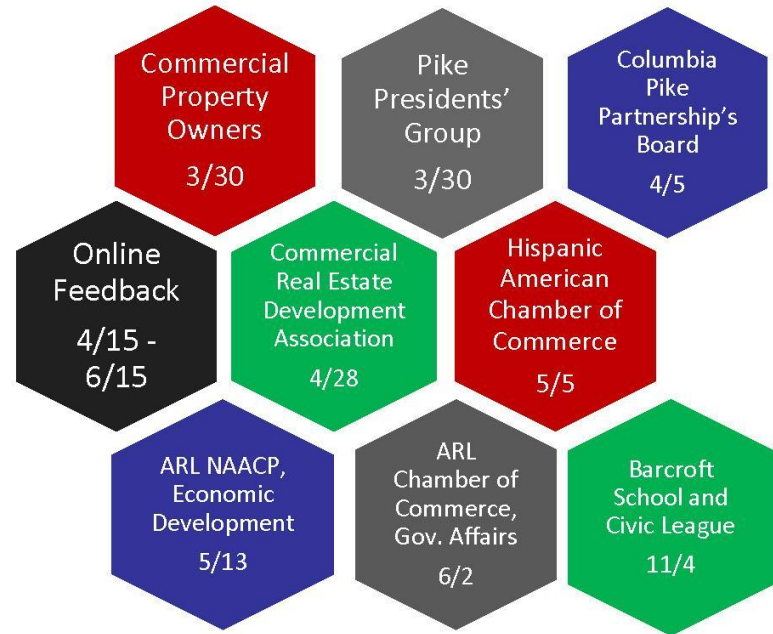 Commercial
Property
Owners
3/30
Pike
Presidents’
Group
3/30
Columbia
Pike
Partnership’s
Board
4/5
Online
Feedback
4/15 -
6/15
Commercial
Real Estate
Development
Association
4/28
Hispanic
American
Chamber of
Commerce
5/5
ARL NAACP,
Economic
Development
5/13
ARL
Chamber of
Commerce,
Gov. Affairs
6/2
Barcroft
School and
Civic League
11/4